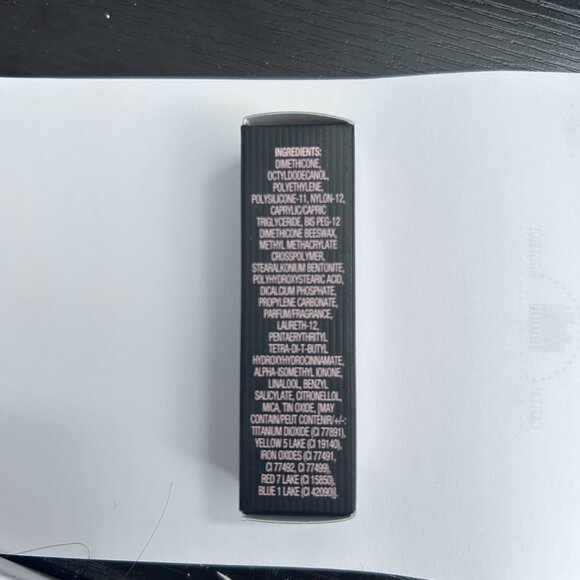 INGREDIENTS:
DIMETHICONE,
OCTYLDODECANOL,
POLYETHYLENE,
POLYSILICONE-11, NYLON-12,
CAPRYLIC/CAPRIC
TRIGLYCERIDE, BIS PEG-12
DIMETHICONE BEESWAX,
METHYL METHACRYLATE
CROSSPOLYMER,
STEARALKONIUM BENTONITE,
POLYHYDROXYSTEARIC ACID,
DICALCIUM PHOSPHATE,
PROPYLENE CARBONATE,
PARFUM/FRAGRANCE,
LAURETH-12,
PENTAERYTHRITYL
TETRA-DI-T-BUTYL
HYDROXYHYDROCINNAMATE,
ALPHA-ISOMETHYL IONONE,
LINALOOL, BENZYL
SALICYLATE, CITRONELLOL,
MICA, TIN OXIDE, [MAY
CONTAIN/PEUT CONTENIR/+/-:
TITANIUM DIOXIDE (CI 77891),
YELLOW 5 LAKE (CI 19140),
IRON OXIDES (CI 77491,
CI 77492, CI 77499),
RED 7 LAKE (CI 15850),
BLUE 1 LAKE (CI 42090)].